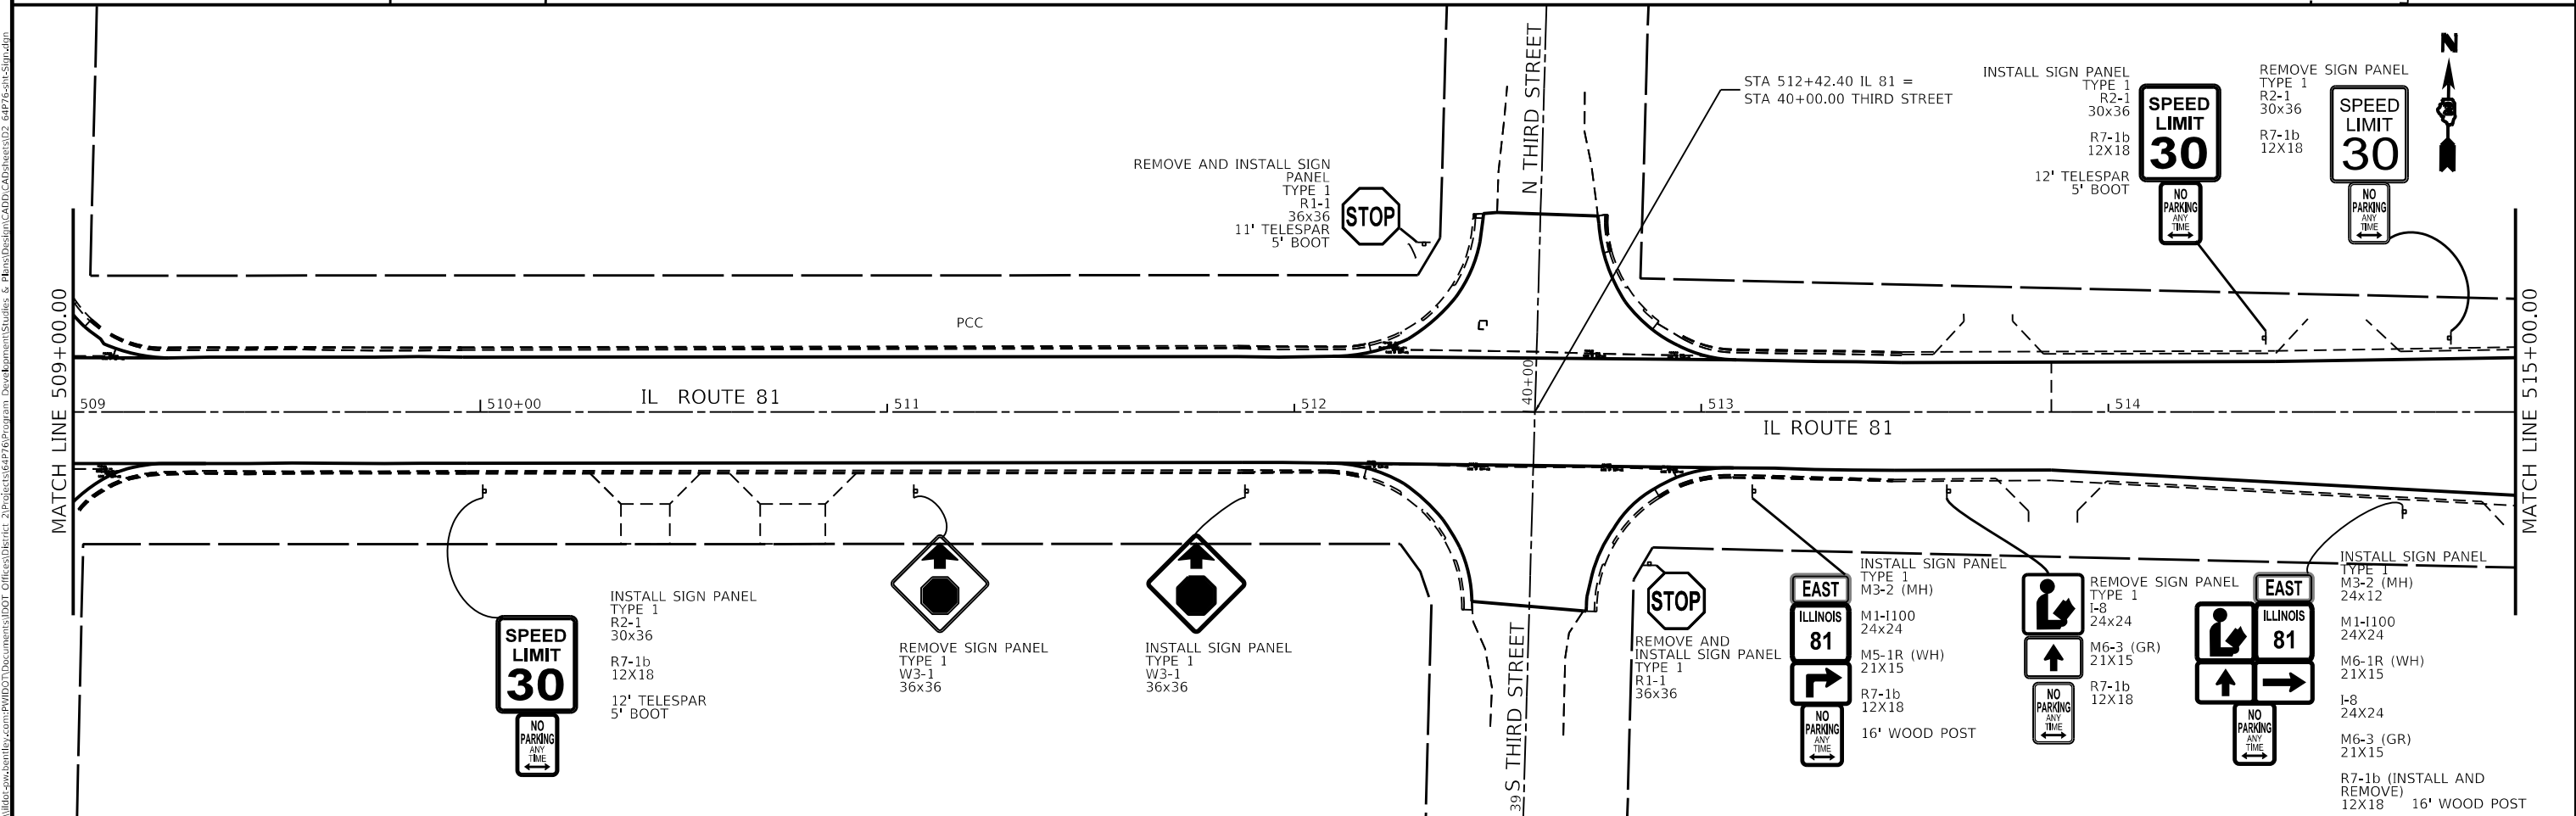 INSTALL SIGN PANEL
TYPE 1
R2-1
30x36
R7-1b
12X18
12' TELESPAR
5' BOOT
SPEED
LIMIT
30
NO
PARKING
ANY
TIME
REMOVE SIGN PANEL
TYPE 1
R2-1
30x36
R7-1b
12X18
SPEED
LIMIT
30
NO
PARKING
ANY
TIME
N
N THIRD STREET
STA 512+42.40 IL 81 =
STA 40+00.00 THIRD STREET
REMOVE AND INSTALL SIGN
PANEL
TYPE 1
R1-1
36x36
11' TELESPAR
5' BOOT
STOP
MATCH LINE 509+00.00
PCC
MATCH LINE 515+00.00
509
510+00
IL ROUTE 81
511
512
40+00
513
IL ROUTE 81
514
SPEED
LIMIT
30
NO
PARKING
ANY
TIME
INSTALL SIGN PANEL
TYPE 1
R2-1
30x36
R7-1b
12X18
12' TELESPAR
5' BOOT
REMOVE SIGN PANEL
TYPE 1
W3-1
36x36
INSTALL SIGN PANEL
TYPE 1
W3-1
36x36
S THIRD STREET
39
STOP
REMOVE AND
INSTALL SIGN PANEL
TYPE 1
R1-1
36x36
EAST
ILLINOIS
81
NO
PARKING
ANY
TIME
INSTALL SIGN PANEL
TYPE 1
M3-2 (MH)
M1-I100
24x24
M5-1R (WH)
21X15
R7-1b
12X18
16' WOOD POST
NO
PARKING
ANY
TIME
REMOVE SIGN PANEL
TYPE 1
I-8
24x24
M6-3 (GR)
21X15
R7-1b
12X18
EAST
ILLINOIS
81
NO
PARKING
ANY
TIME
INSTALL SIGN PANEL
TYPE 1
M3-2 (MH)
24x12
M1-I100
24X24
M6-1R (WH)
21X15
I-8
24X24
M6-3 (GR)
21X15
R7-1b (INSTALL AND
REMOVE)
12X18 16' WOOD POST